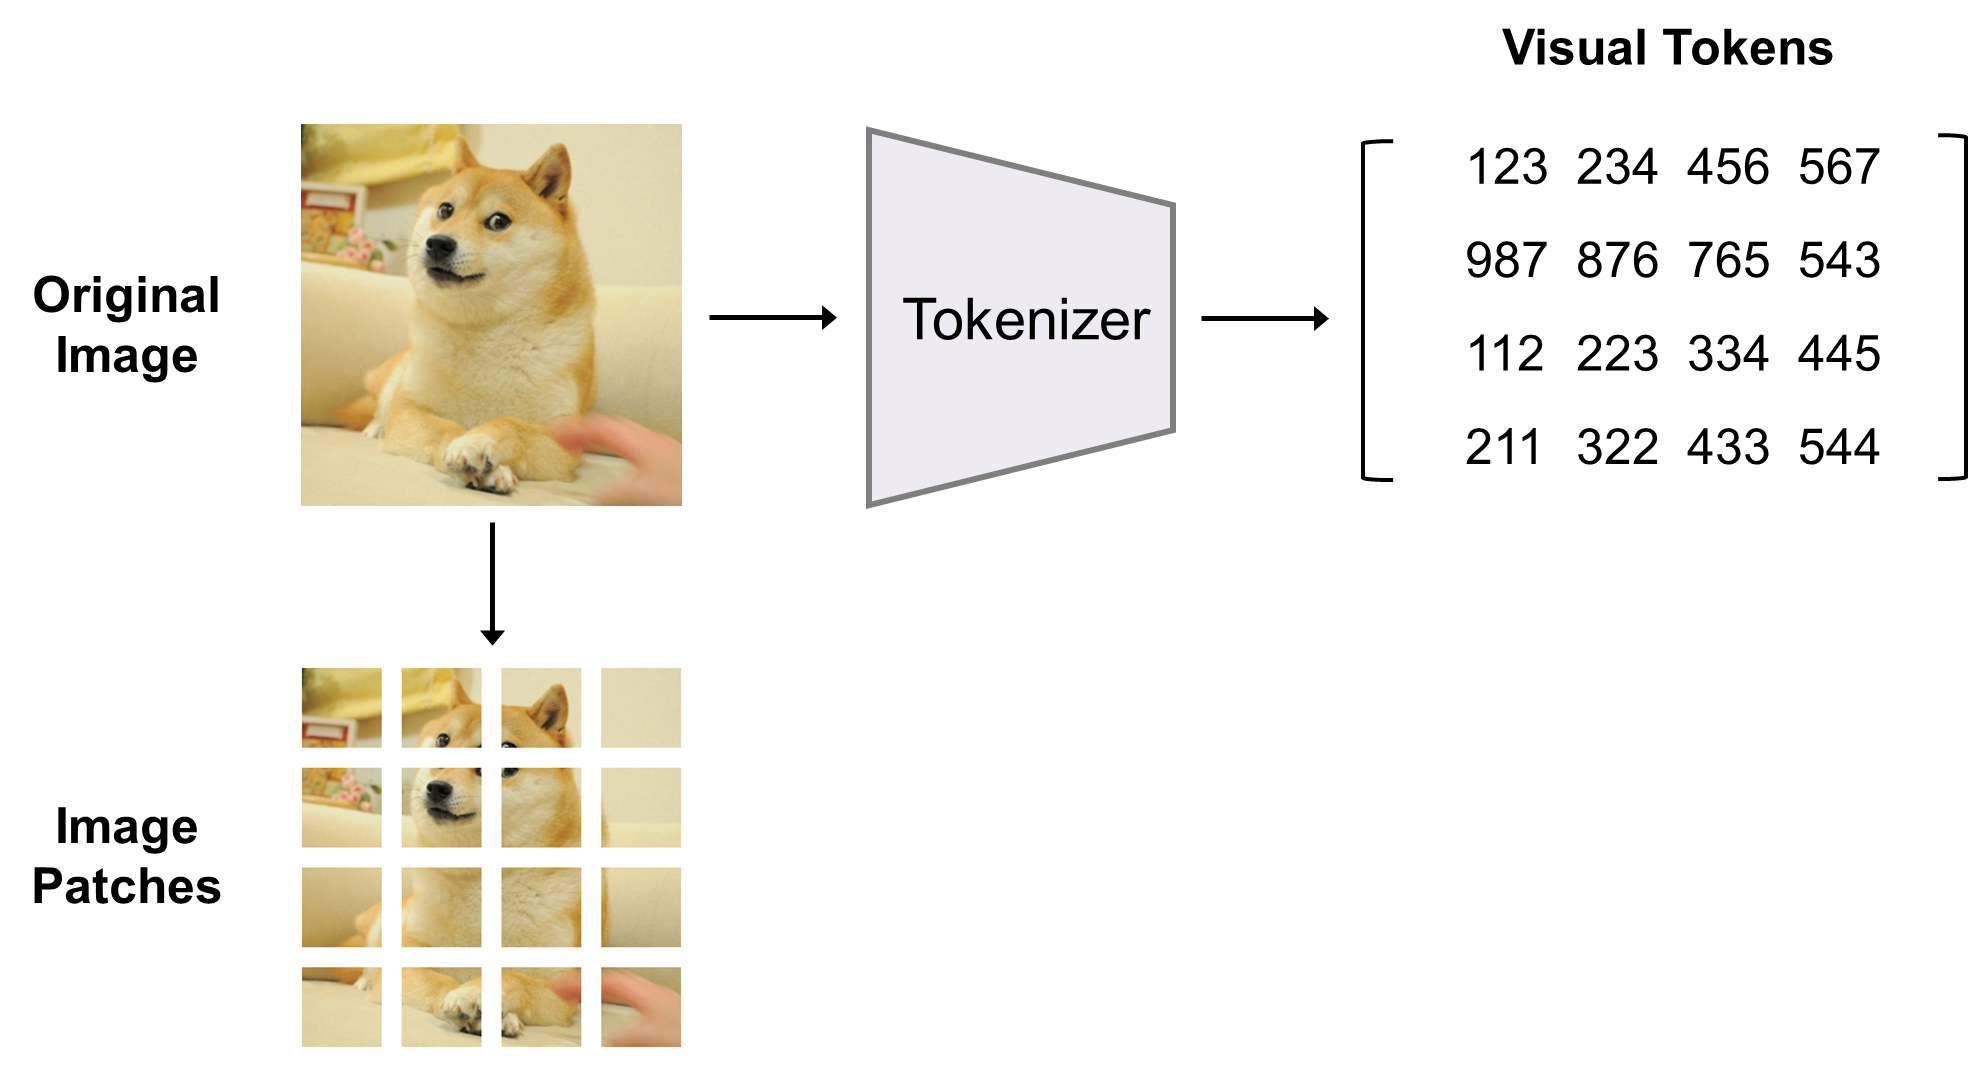 Visual Tokens
Original
Image
Tokenizer
123 234 456 567
987 876 765 543
112 223 334 445
211 322 433 544
Image
Patches